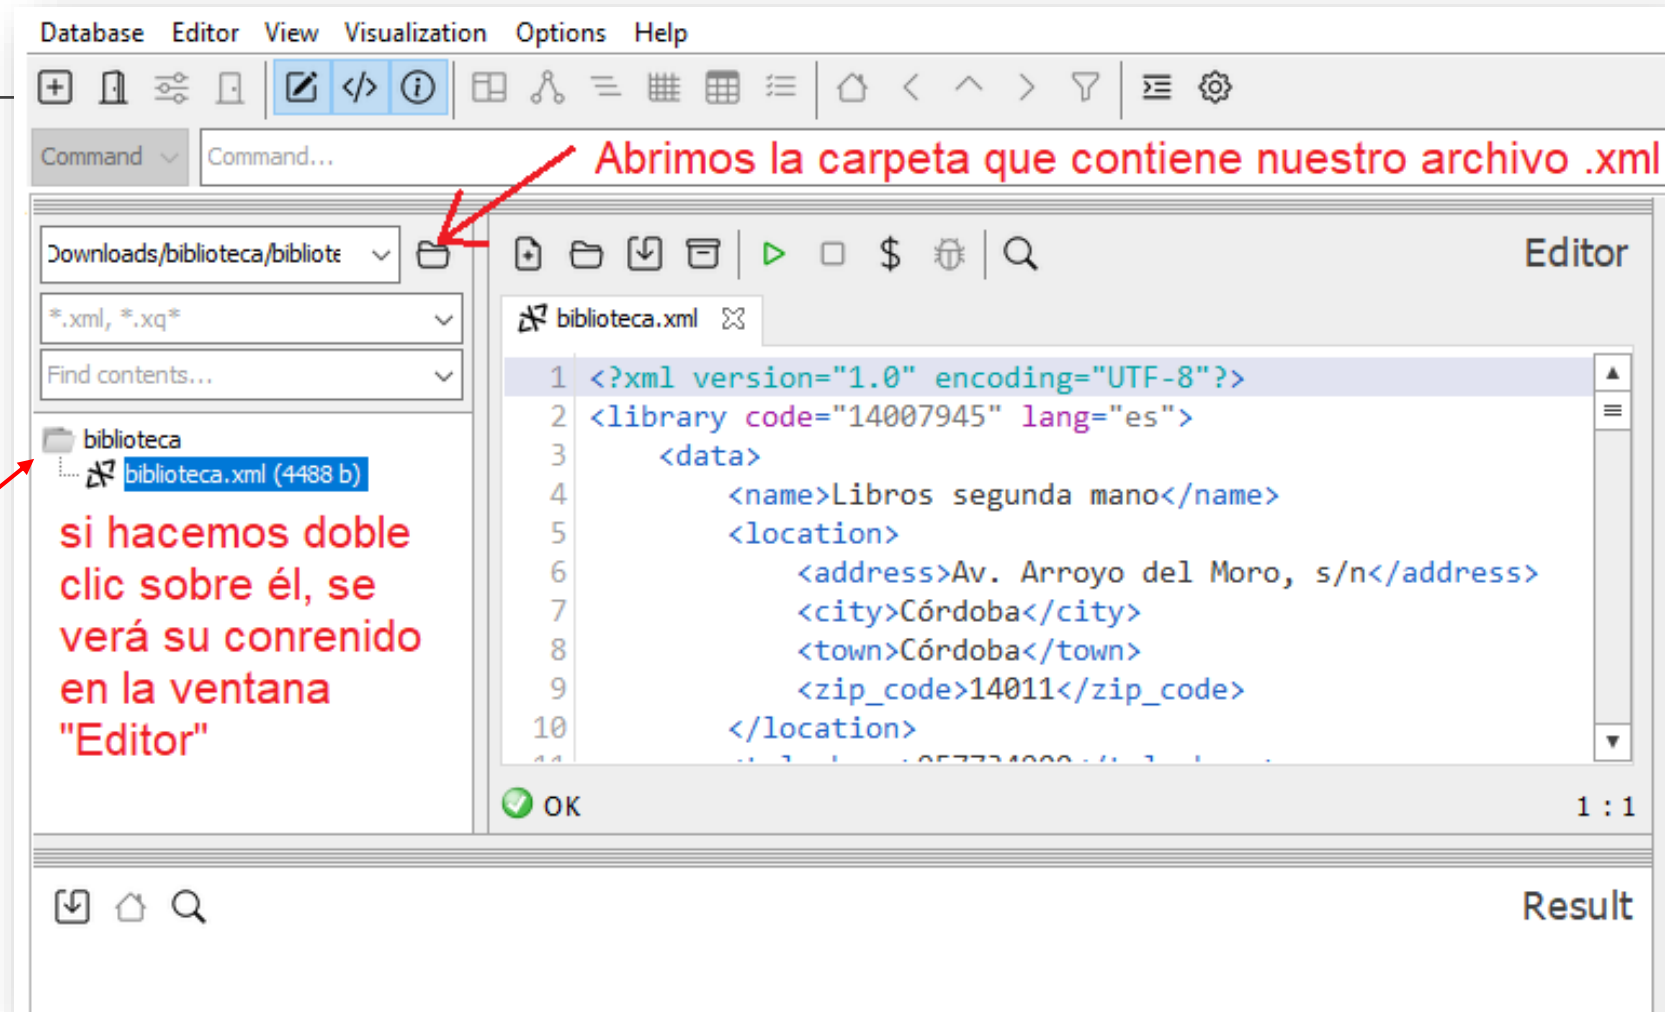 Database Editor View Visualization Options Help
Command Command...
Abrimos la carpeta que contiene nuestro archivo .xml
Downloads/biblioteca/bibliote
*.xml, *.xq*
Find contents...
biblioteca
biblioteca.xml (4488 b)
si hacemos doble
clic sobre él, se
verá su conrenido
en la ventana
"Editor"
Editor
biblioteca.xml
1 <?xml version="1.0" encoding="UTF-8"?>
2 <library code="14007945" lang="es">
3 <data>
4 <name>Libros segunda mano</name>
5 <location>
6 <address>Av. Arroyo del Moro, s/n</address>
7 <city>Córdoba</city>
8 <town>Córdoba</town>
9 <zip_code>14011</zip_code>
10 </location>
OK 1 : 1
Result